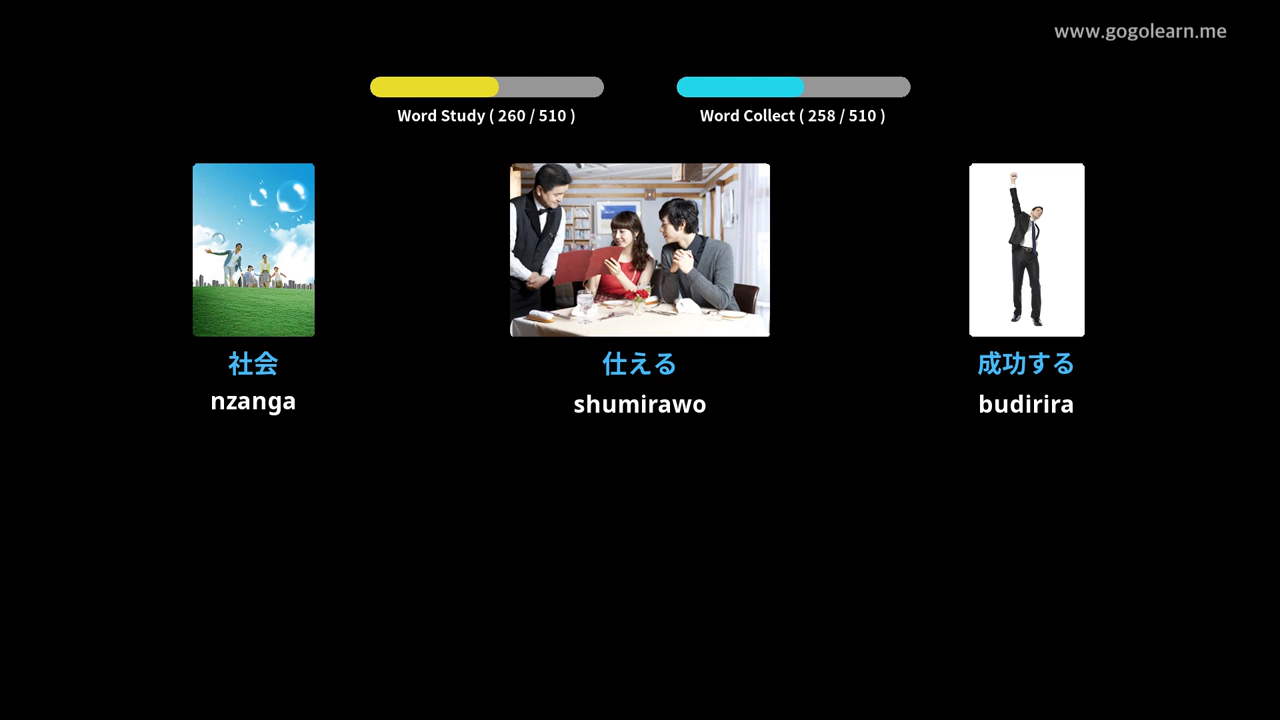 www.gogolearn.me
Word Study ( 260 / 510 )
Word Collect ( 258 / 510 )
社会
nzanga
仕える
shumirawo
成功する
budirira